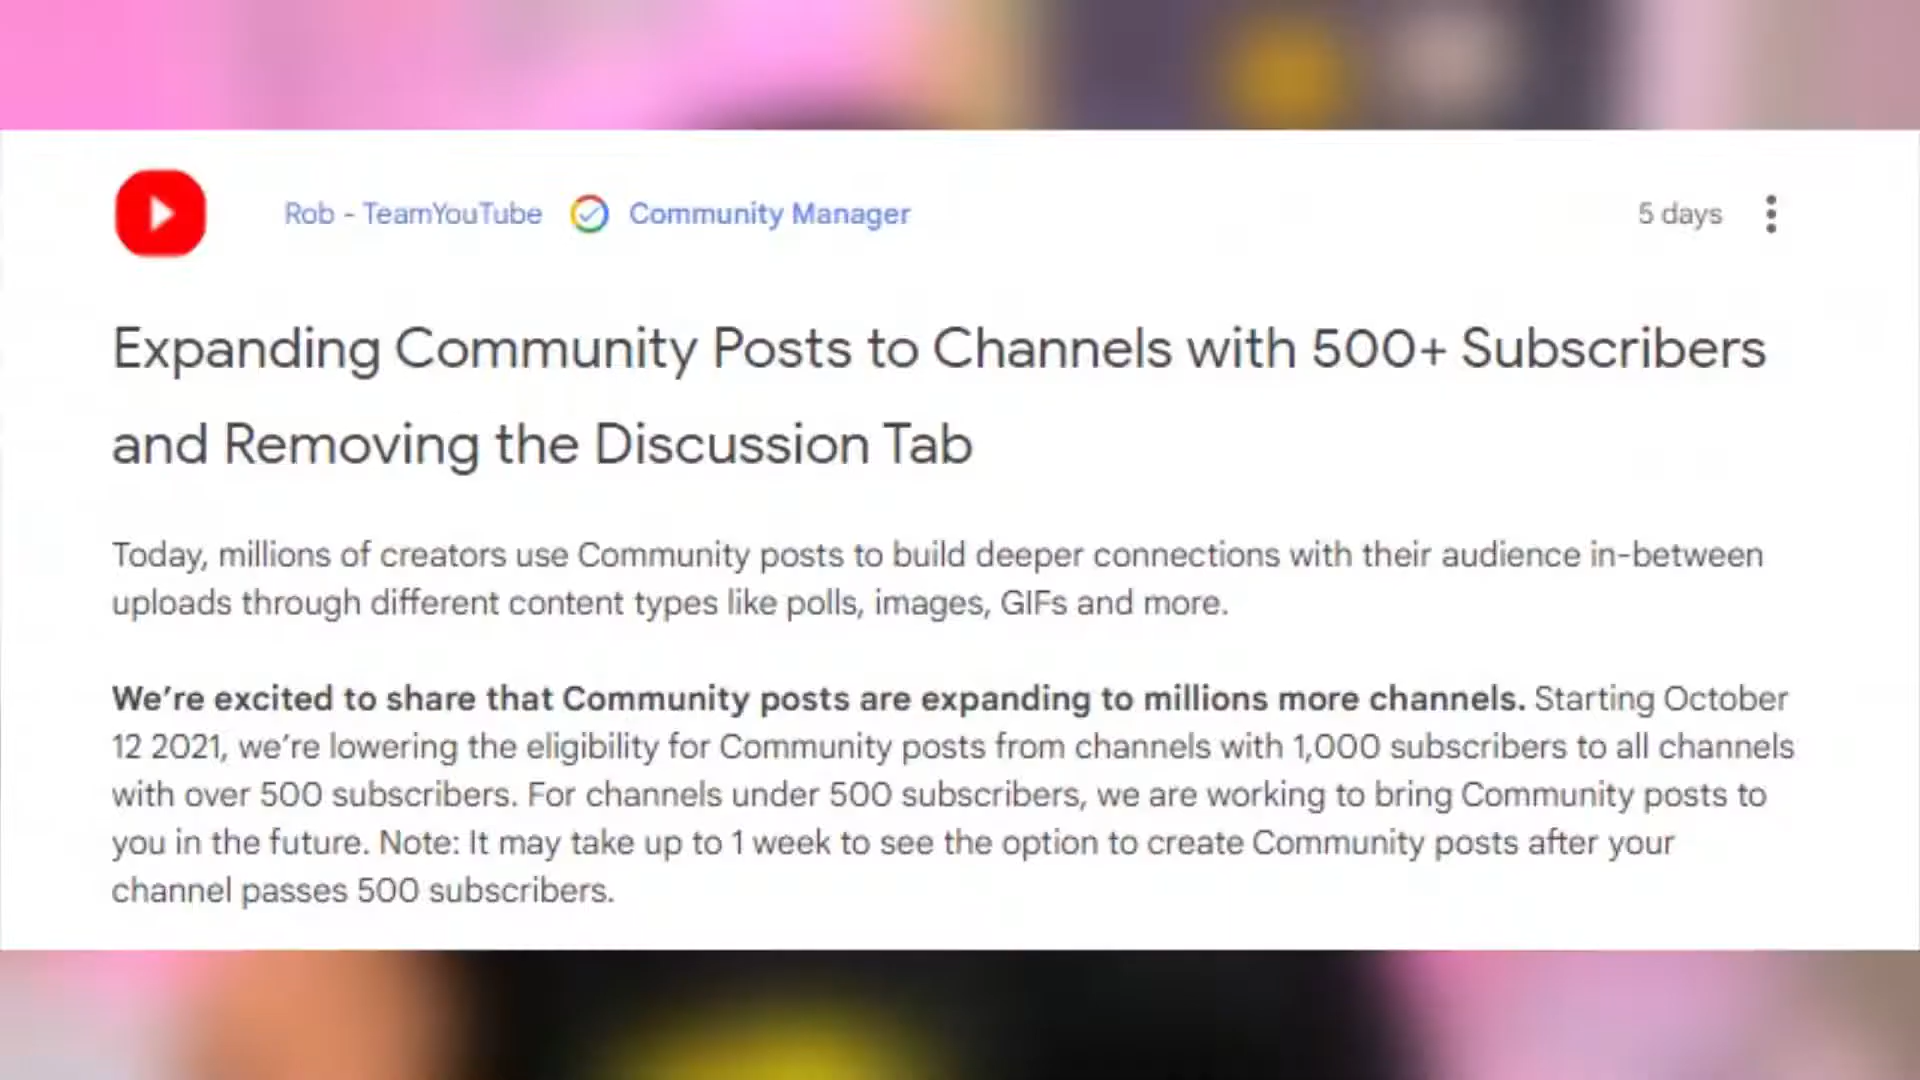 Rob - TeamYouTube Community Manager 5 days
Expanding Community Posts to Channels with 500+ Subscribers
and Removing the Discussion Tab
Today, millions of creators use Community posts to build deeper connections with their audience in-between
uploads through different content types like polls, images, GIFs and more.
We're excited to share that Community posts are expanding to millions more channels. Starting October
12 2021, we're lowering the eligibility for Community posts from channels with 1,000 subscribers to all channels
with over 500 subscribers. For channels under 500 subscribers, we are working to bring Community posts to
you in the future. Note: It may take up to 1 week to see the option to create Community posts after your
channel passes 500 subscribers.